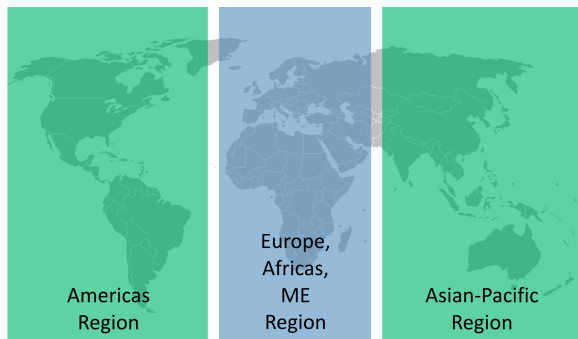 Americas
Region
Europe,
Africas,
ME
Region
Asian-Pacific
Region